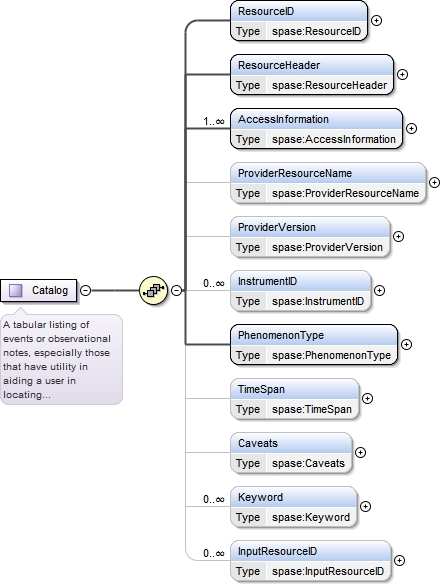 ResourceID
Type spase:ResourceID
ResourceHeader
Type spase:ResourceHeader
1..∞
AccessInformation
Type spase:AccessInformation
ProviderResourceName
Type spase:ProviderResourceName
ProviderVersion
Type spase:ProviderVersion
0..∞
InstrumentID
Type spase:InstrumentID
Catalog
A tabular listing of
events or observational
notes, especially those
that have utility in
aiding a user in
locating...
PhenomenonType
Type spase:PhenomenonType
TimeSpan
Type spase:TimeSpan
Caveats
Type spase:Caveats
0..∞
Keyword
Type spase:Keyword
0..∞
InputResourceID
Type spase:InputResourceID